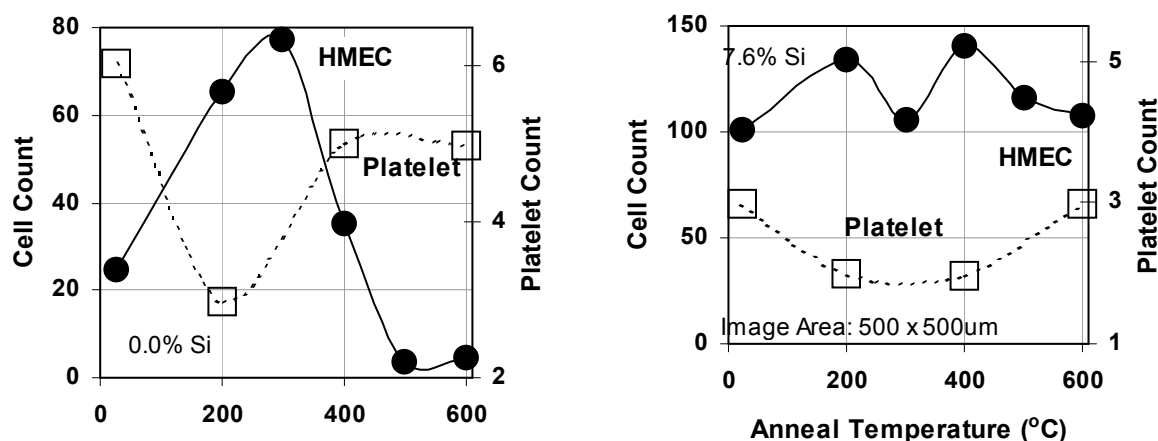 80
60
40
20
0
Cell Count
HMEC
Platelet
0.0% Si
6
4
2
Platelet Count
0 200 400 600
150
100
50
0
Cell Count
7.6% Si
HMEC
Platelet
Image Area: 500 x 500um
5
3
1
Platelet Count
0 200 400 600
Anneal Temperature (°C)